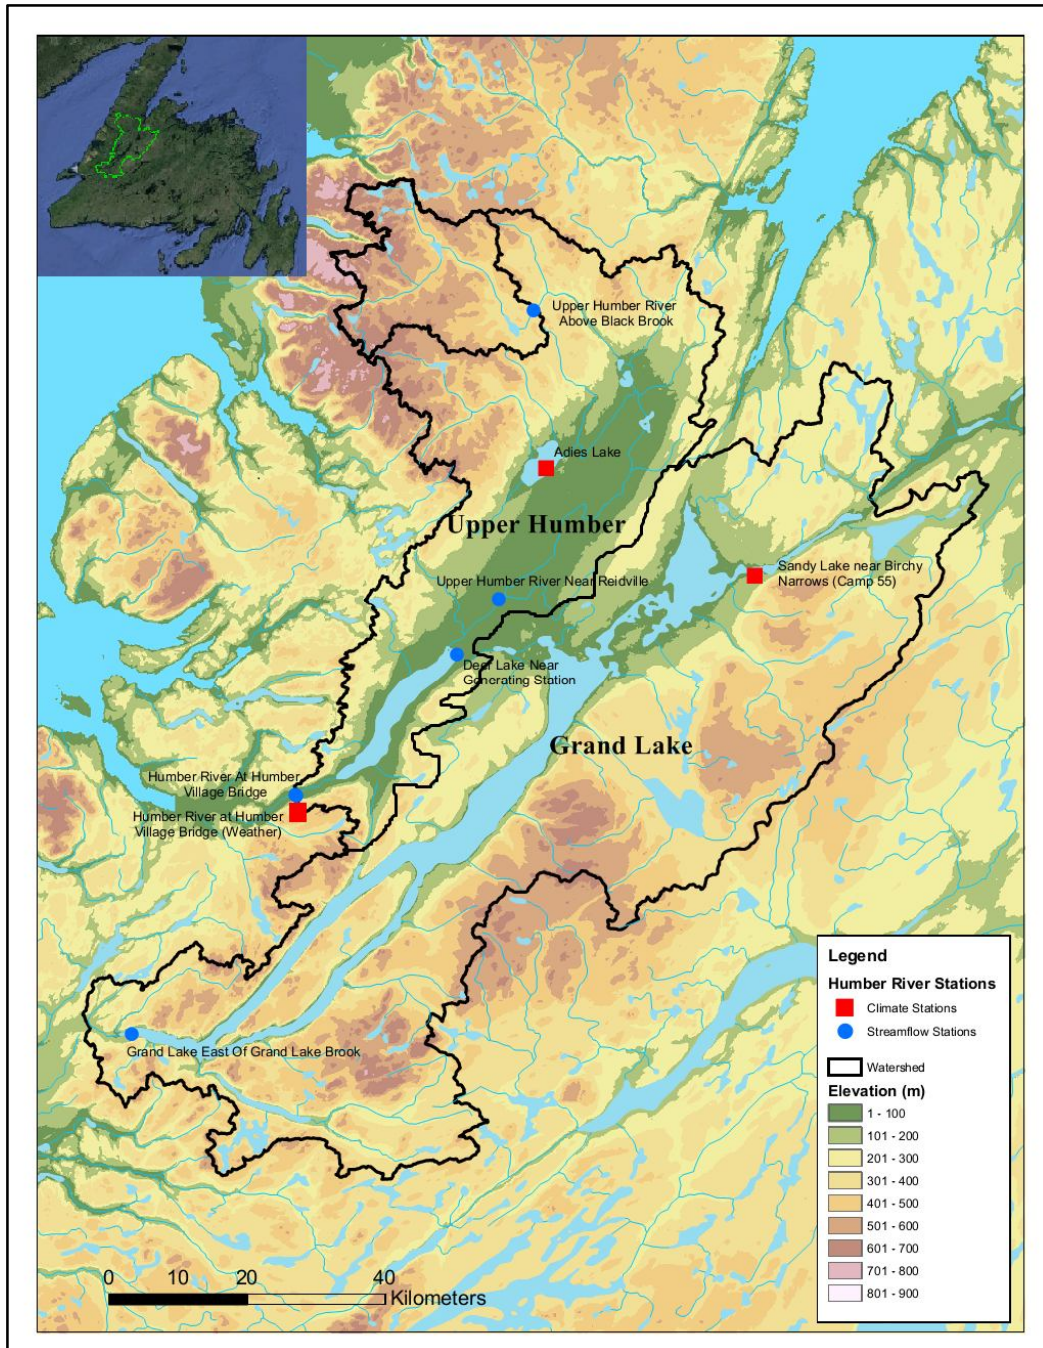 Upper Humber River
Above Black Brook
Adies Lake
Upper Humber
Sandy Lake near Birchy
Narrows (Camp 55)
Upper Humber River Near Reidville
Deer Lake Near
Generating Station
Grand Lake
Humber River At Humber
Village Bridge
Humber River at Humber
Village Bridge (Weather)
Grand Lake East Of Grand Lake Brook
Legend
Humber River Stations
Climate Stations
Streamflow Stations
Watershed
Elevation (m)
1 - 100
101 - 200
201 - 300
301 - 400
401 - 500
501 - 600
601 - 700
701 - 800
801 - 900
0 10 20 40
Kilometers